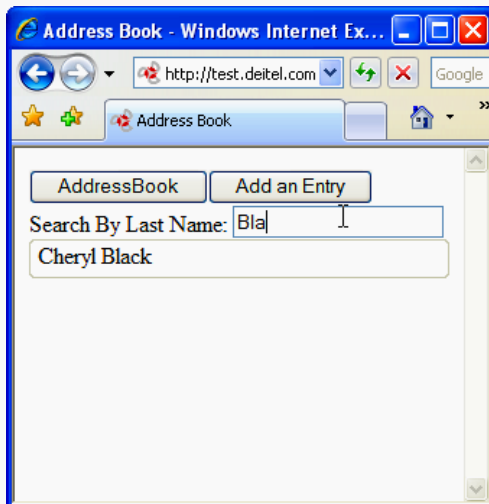 Address Book - Windows Internet Ex...
http://test.deitel.com
Google
Address Book
»
AddressBook Add an Entry
Search By Last Name: Bla
Cheryl Black